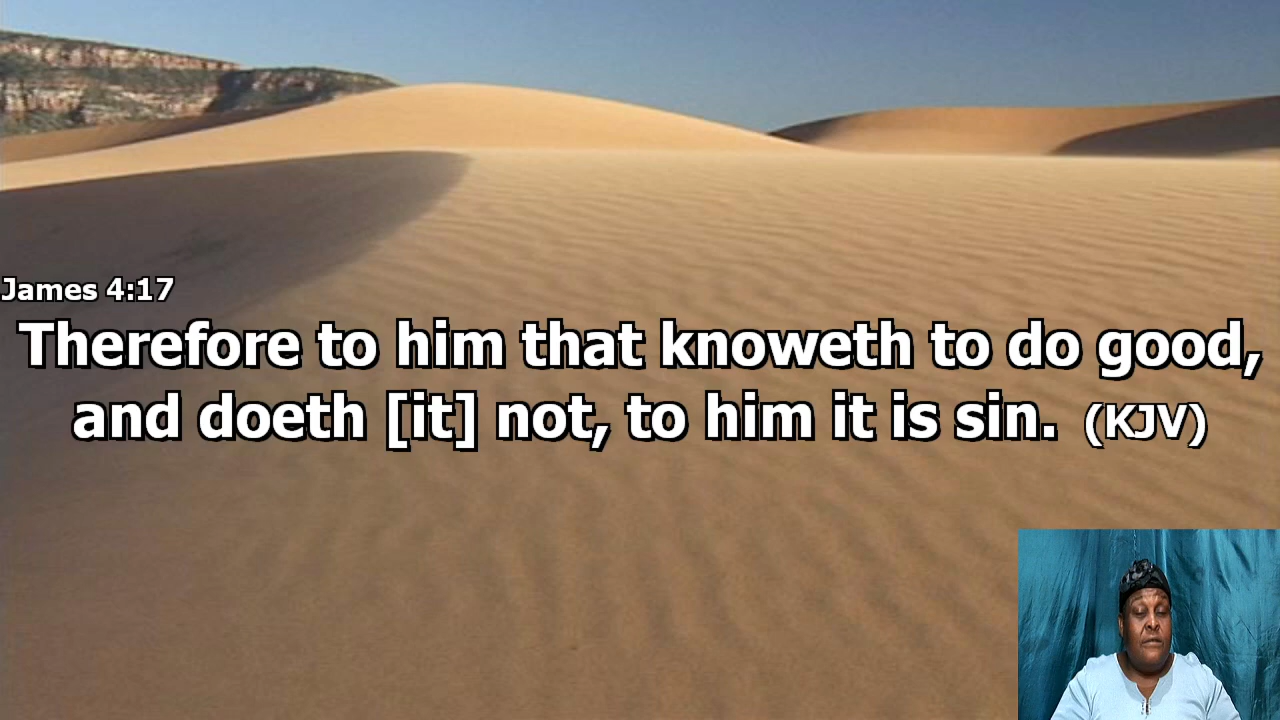 James 4:17
Therefore to him that knoweth to do good,
and doeth [it] not, to him it is sin. (KJV)